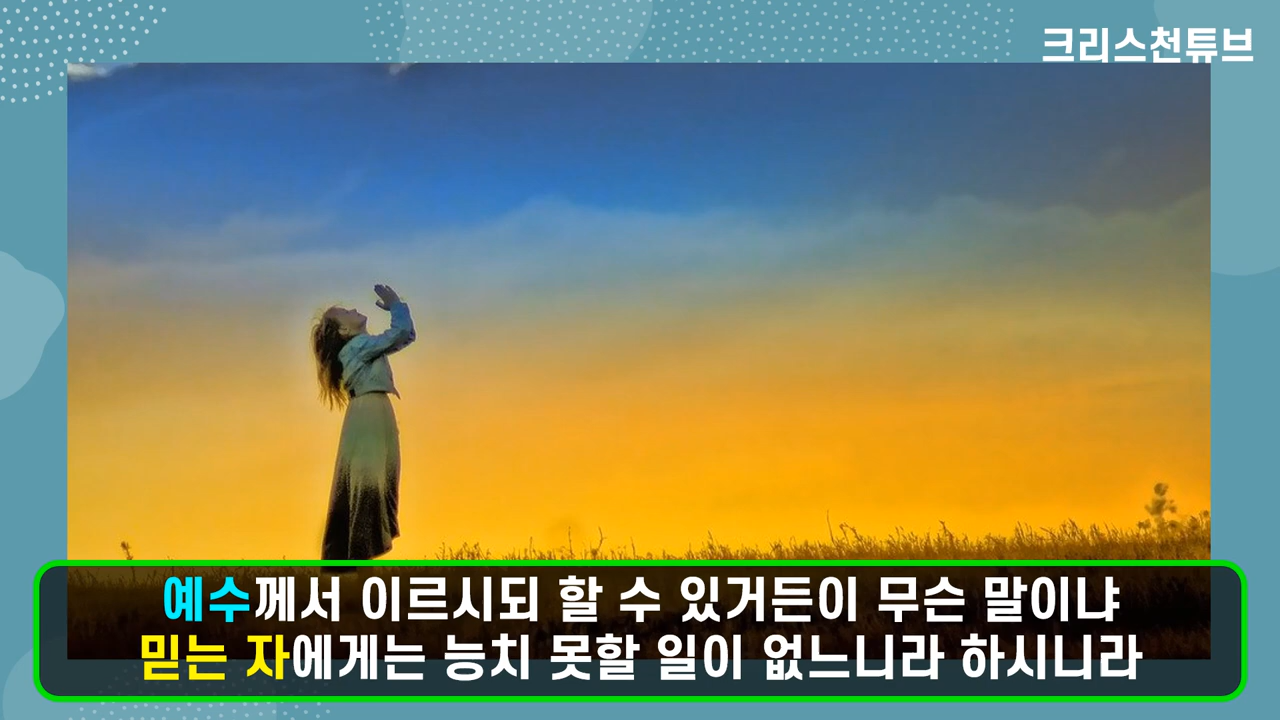 크리스천튜브
예수께서 이르시되 할 수 있거든이 무슨 말이냐
믿는 자에게는 능치 못할 일이 없느니라 하시니라